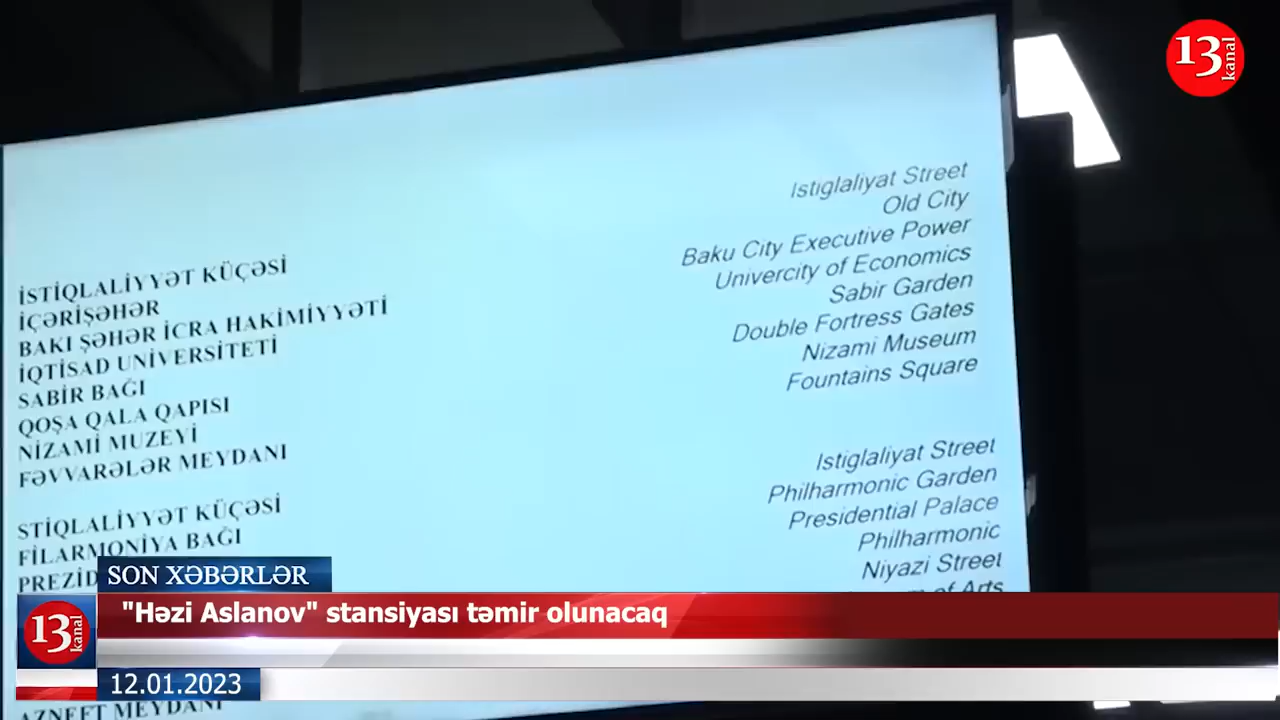 13 kanal
İSTİQLALİYYƏT KÜÇƏSİ
İÇƏRİŞƏHƏR
BAKI ŞƏHƏR İCRA HAKİMİYYƏTİ
İQTİSAD UNİVERSİTETİ
SABİR BAĞI
QOŞA QALA QAPISI
NİZAMİ MUZEYİ
FƏVVARƏLƏR MEYDANI
STİQLALİYYƏT KÜÇƏSİ
FİLARMONİYA BAĞI
PREZİD
Istiglaliyat Street
Old City
Baku City Executive Power
Univercity of Economics
Sabir Garden
Double Fortress Gates
Nizami Museum
Fountains Square
Istiglaliyat Street
Philharmonic Garden
Presidential Palace
Philharmonic
Niyazi Street
of Arts
SON XƏBƏRLƏR
"Həzi Aslanov" stansiyası təmir olunacaq
13 kanal
12.01.2023
AZNEFT MEYDANI